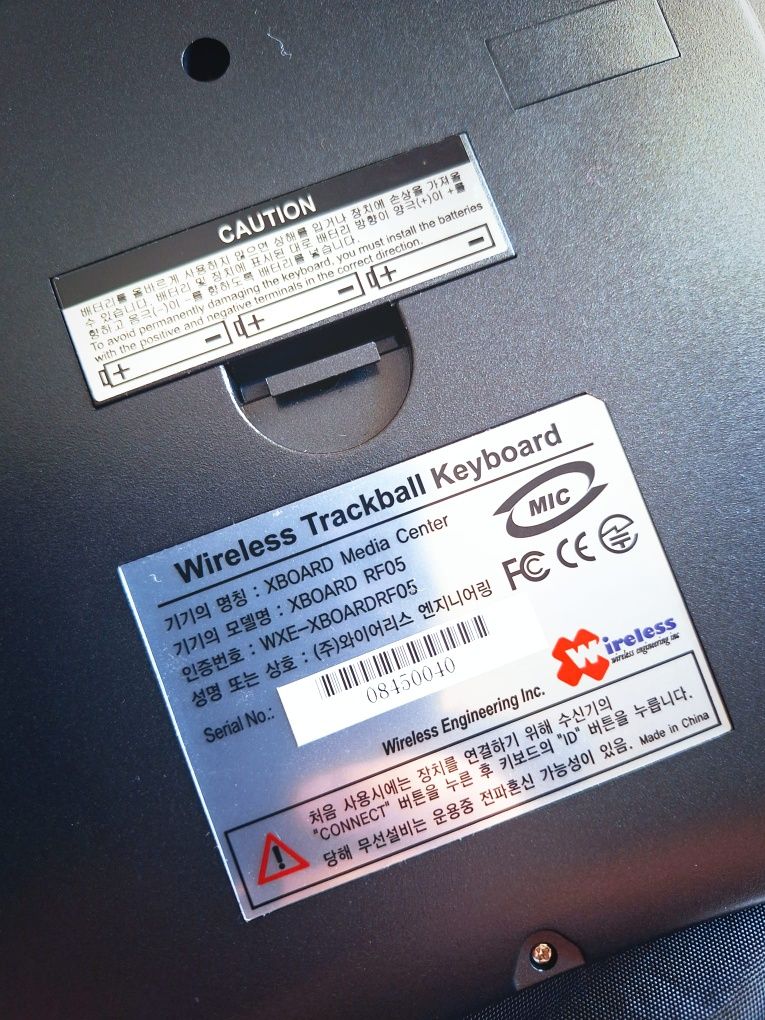 CAUTION
배터리를 올바르게 사용하지 않으면 상해를 입거나 장치에 손상을 가져올
수 있습니다. 배터리 및 장치에 표시된 대로 배터리 방향이 양극(+)이 +를
향하고 음극(-)이 -를 향하도록 배터리를 넣습니다.
To avoid permanently damaging the keyboard, you must install the batteries
with the positive and negative terminals in the correct direction.
+ -
+ -
+ -
Wireless Trackball Keyboard
기기의 명칭 : XBOARD Media Center
기기의 모델명 : XBOARD RF05
인증번호 : WXE-XBOARDRF05
성명 또는 상호 : (주)와이어리스 엔지니어링
MIC
FC CE
Serial No.:
08450040
Wireless
wireless engineering inc
Wireless Engineering Inc.
처음 사용시에는 장치를 연결하기 위해 수신기의
"CONNECT" 버튼을 누른 후 키보드의 "ID" 버튼을 누릅니다.
당해 무선설비는 운용중 전파혼신 가능성이 있음. Made in China